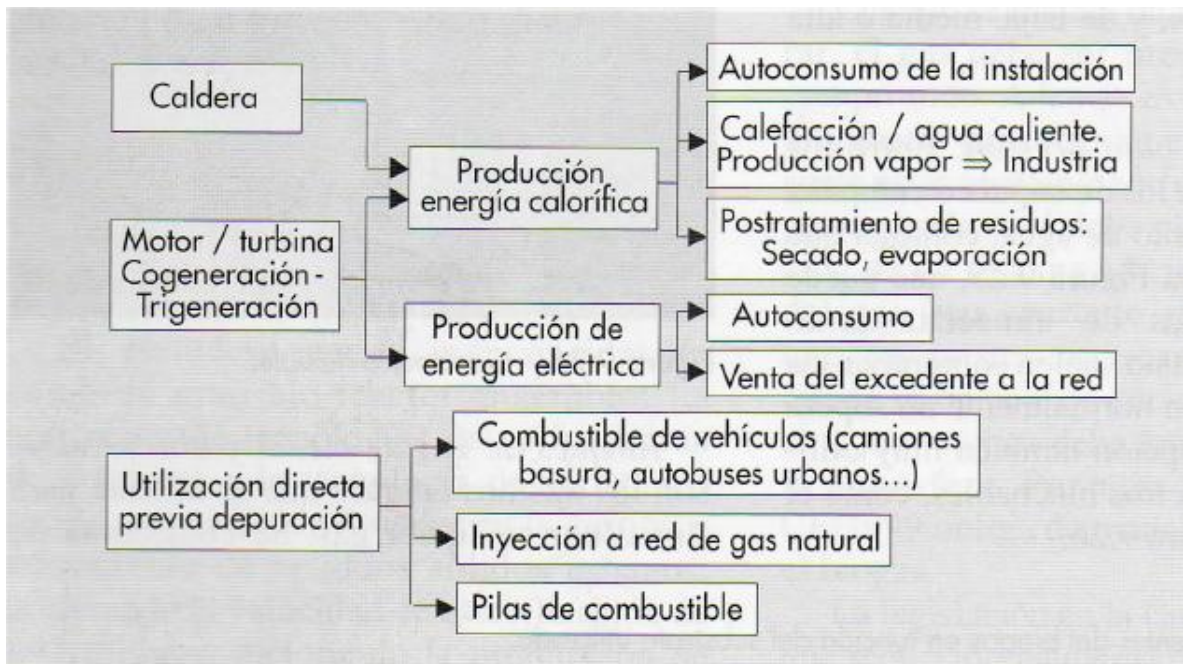 Caldera
Motor / turbina
Cogeneración -
Trigeneración
Producción
energía calorífica
Producción de
energía eléctrica
Autoconsumo de la instalación
Calefacción / agua caliente.
Producción vapor ⇒ Industria
Postratamiento de residuos:
Secado, evaporación
Autoconsumo
Venta del excedente a la red
Utilización directa
previa depuración
Combustible de vehículos (camiones
basura, autobuses urbanos...)
Inyección a red de gas natural
Pilas de combustible